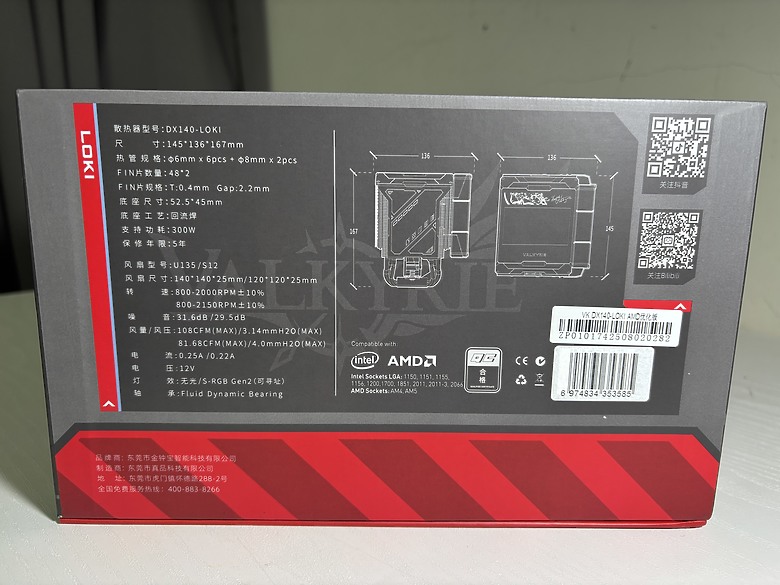 LOKI
散热器型号:DX140-LOKI
尺 寸:145*136*167mm
热管规格:φ6mm x 6pcs + φ8mm x 2pcs
FIN片数量:48*2
FIN片规格:T:0.4mm Gap:2.2mm
底座尺寸:52.5*45mm
底座工艺:回流焊
支持功耗:300W
保修年限:5年
风扇型号:U135/S12
风扇尺寸:140*140*25mm/120*120*25mm
转 速:800-2000RPM±10%
800-2150RPM±10%
噪 音:31.6dB/29.5dB
风量/风压:108CFM(MAX)/3.14mmH2O(MAX)
81.68CFM(MAX)/4.0mmH2O(MAX)
电 流:0.25A/0.22A
电 压:12V
灯 效:无光/S-RGB Gen2(可寻址)
轴 承:Fluid Dynamic Bearing
VALKYRIE
136
167
136
145
VALKYRIE
关注抖音
关注Bilibili
Compatible with
intel AMD
Intel Sockets LGA: 1150, 1151, 1155,
1156, 1200, 1700, 1851, 2011, 2011-3, 2066
AMD Sockets: AM4, AM5
合格
CE
VK DX140-LOKI AMD优化版
ZP0101742508020282
6 974834 353585
品牌商:东莞市金钟宝智能科技有限公司
制造商:东莞市真品科技有限公司
地 址:东莞市虎门镇怀德路288-2号
全国免费服务热线:400-883-8266